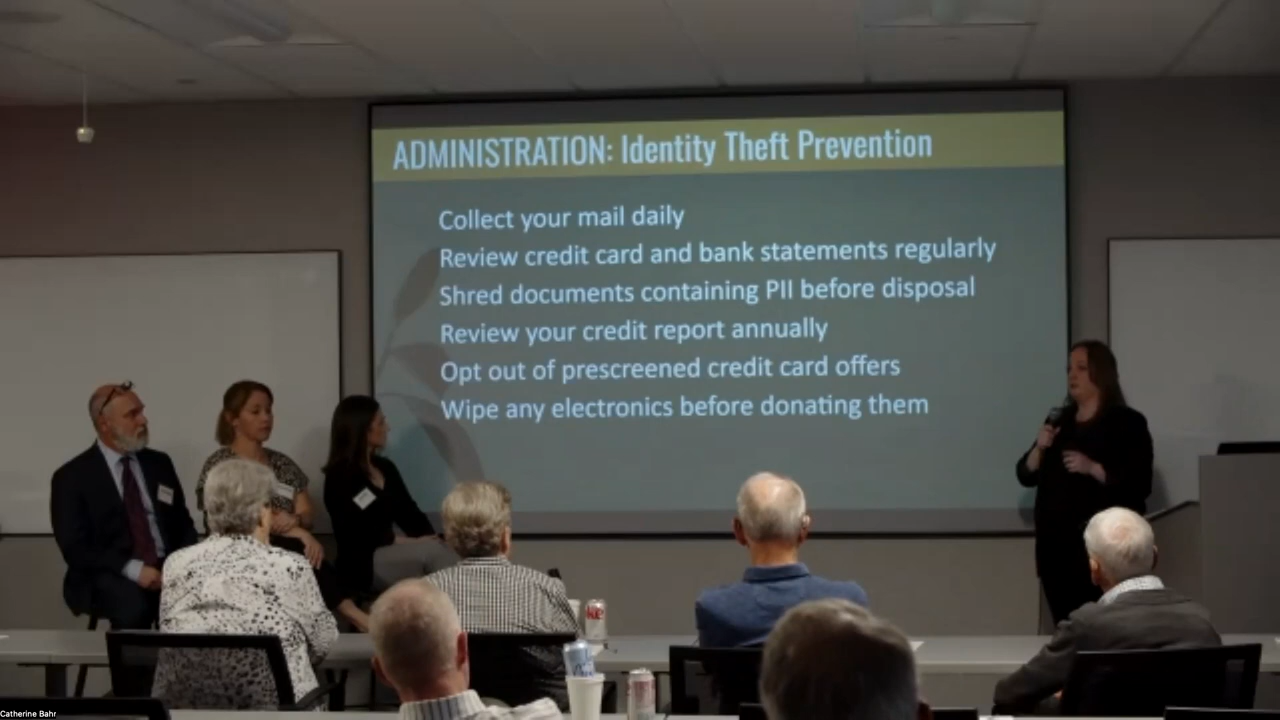 ADMINISTRATION: Identity Theft Prevention
Collect your mail daily
Review credit card and bank statements regularly
Shred documents containing PII before disposal
Review your credit report annually
Opt out of prescreened credit card offers
Wipe any electronics before donating them
Catherine Bahr